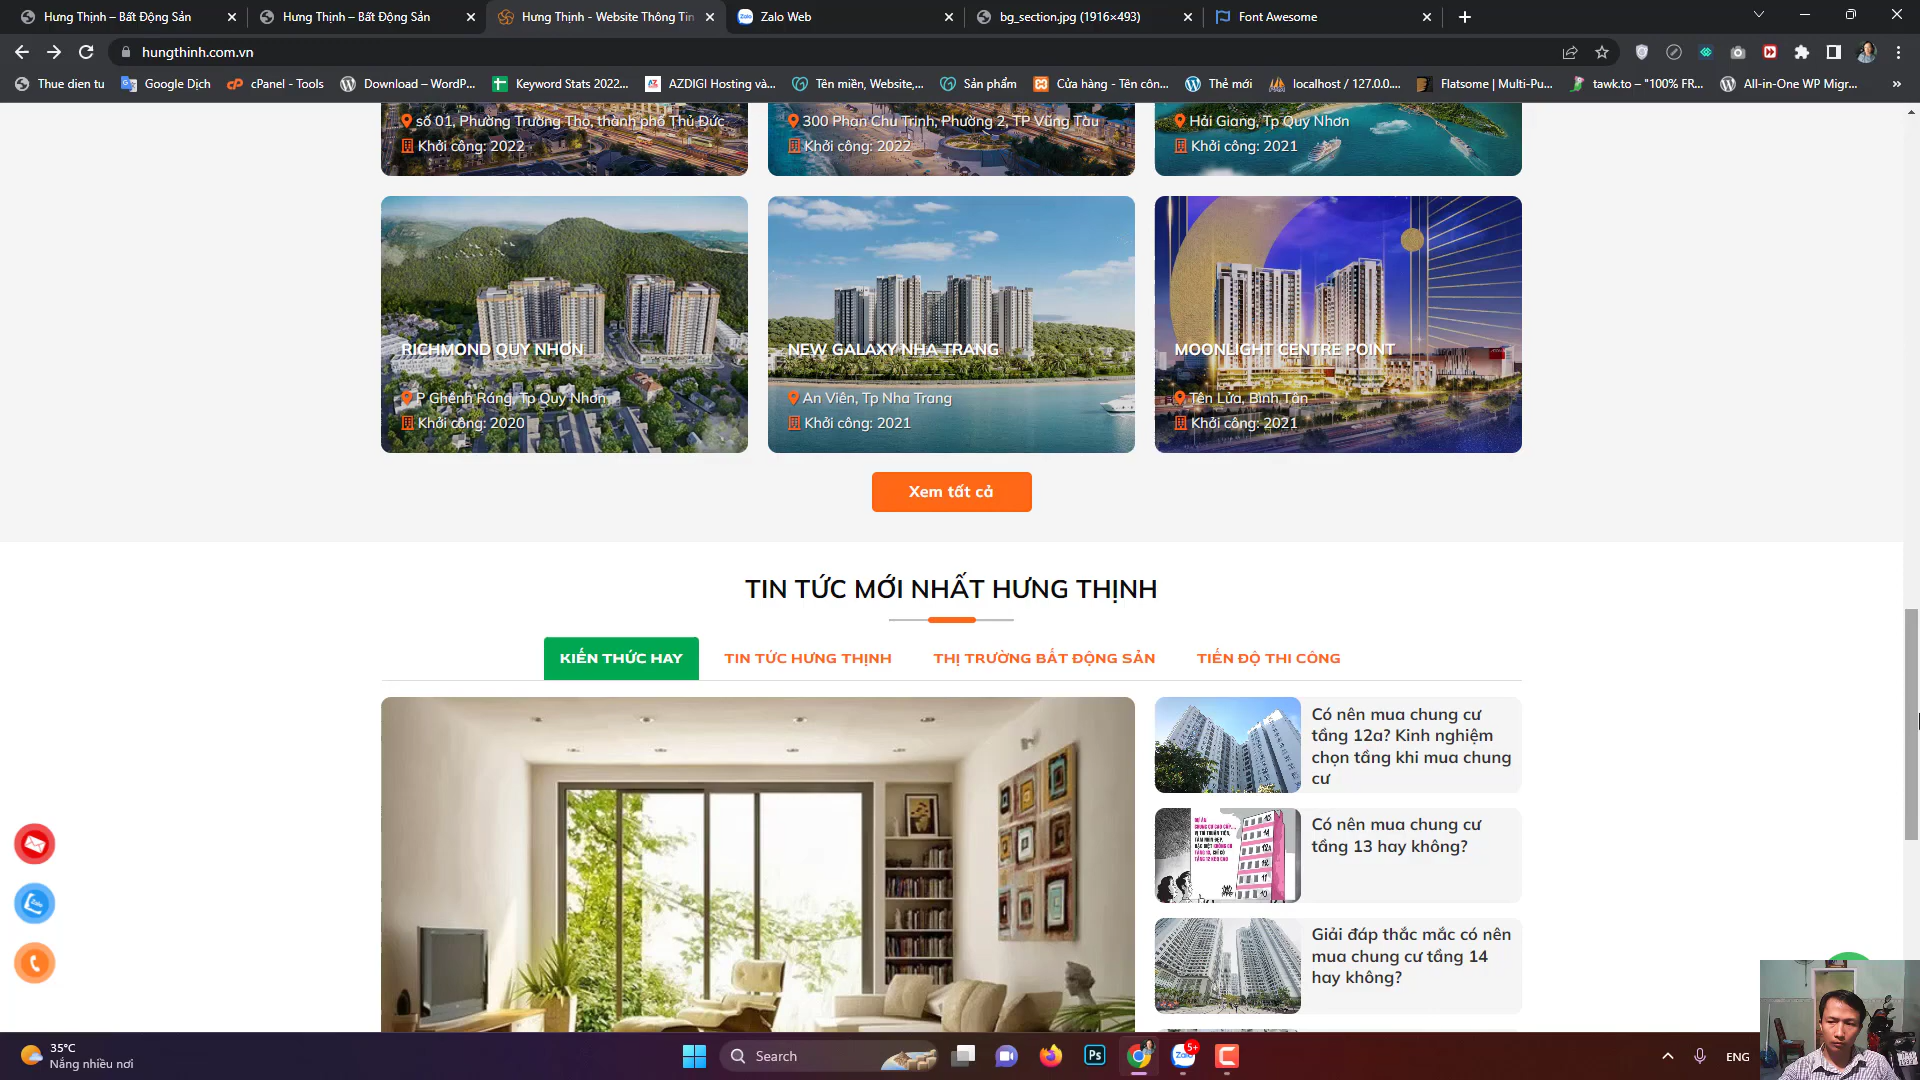 Hưng Thịnh – Bất Động Sản
Hưng Thịnh – Bất Động Sản
Hưng Thịnh - Website Thông Tin
Zalo Web
bg_section.jpg (1916×493)
Font Awesome
hungthinh.com.vn
Thue dien tu
Google Dịch
cPanel - Tools
Download – WordP...
Keyword Stats 2022...
AZDIGI Hosting và...
Tên miền, Website,...
Sản phẩm
Cửa hàng - Tên côn...
Thẻ mới
localhost / 127.0.0....
Flatsome | Multi-Pu...
tawk.to – "100% FR...
All-in-One WP Migr...
»
số 01, Phường Trường Thọ, thành phố Thủ Đức
Khởi công: 2022
300 Phan Chu Trinh, Phường 2, TP Vũng Tàu
Khởi công: 2022
Hải Giang, Tp Quy Nhơn
Khởi công: 2021
RICHMOND QUY NHƠN
P Ghềnh Ráng, Tp Quy Nhơn
Khởi công: 2020
NEW GALAXY NHA TRANG
An Viên, Tp Nha Trang
Khởi công: 2021
MOONLIGHT CENTRE POINT
Tên Lửa, Bình Tân
Khởi công: 2021
Xem tất cả
TIN TỨC MỚI NHẤT HƯNG THỊNH
KIẾN THỨC HAY
TIN TỨC HƯNG THỊNH
THỊ TRƯỜNG BẤT ĐỘNG SẢN
TIẾN ĐỘ THI CÔNG
Có nên mua chung cư
tầng 12a? Kinh nghiệm
chọn tầng khi mua chung
cư
Có nên mua chung cư
tầng 13 hay không?
Giải đáp thắc mắc có nên
mua chung cư tầng 14
hay không?
35°C
Nắng nhiều nơi
Search
Ps
Zalo
5+
ENG